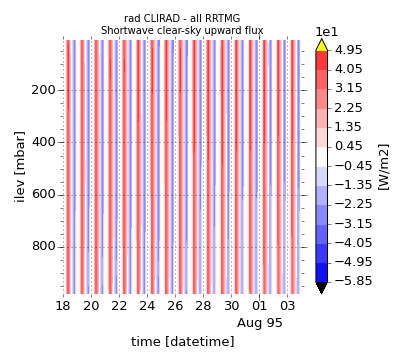 rad CLIRAD - all RRTMG
Shortwave clear-sky upward flux
1e1
4.95
4.05
3.15
2.25
1.35
0.45
−0.45
−1.35
−2.25
−3.15
−4.05
−4.95
−5.85
[W/m2]
200
400
600
800
ilev [mbar]
18 20 22 24 26 28 30 01 03
Aug 95
time [datetime]